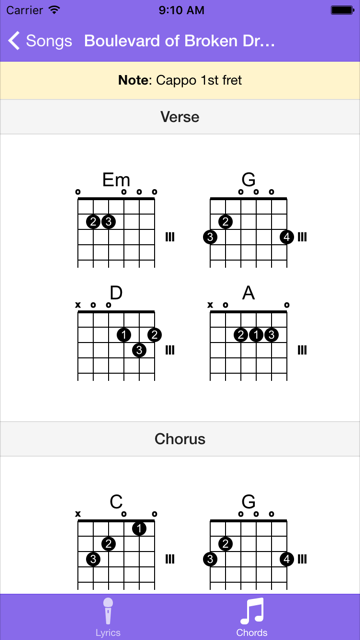 Carrier 9:10 AM
Songs Boulevard of Broken Dr...
Note: Cappo 1st fret
Verse
Em G
o o o o o o o
2 3 2
III 3 4 III
D A
x o o x o o
1 2 2 1 3
3 III III
Chorus
C G
x o o o o o
1
2 2
3 III 3 4 III
Lyrics Chords